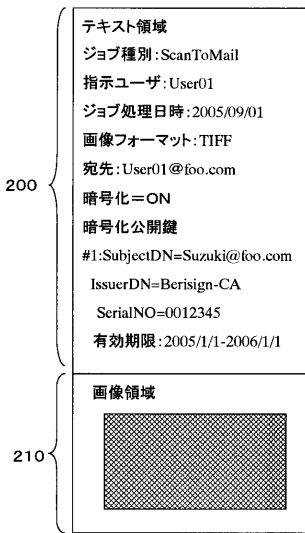 テキスト領域
ジョブ種別:ScanToMail
指示ユーザ:User01
ジョブ処理日時:2005/09/01
画像フォーマット:TIFF
宛先:User01@foo.com
200
暗号化=ON
暗号化公開鍵
#1:SubjectDN=Suzuki@foo.com
IssuerDN=Berisign-CA
SerialNO=0012345
有効期限:2005/1/1-2006/1/1
画像領域
210